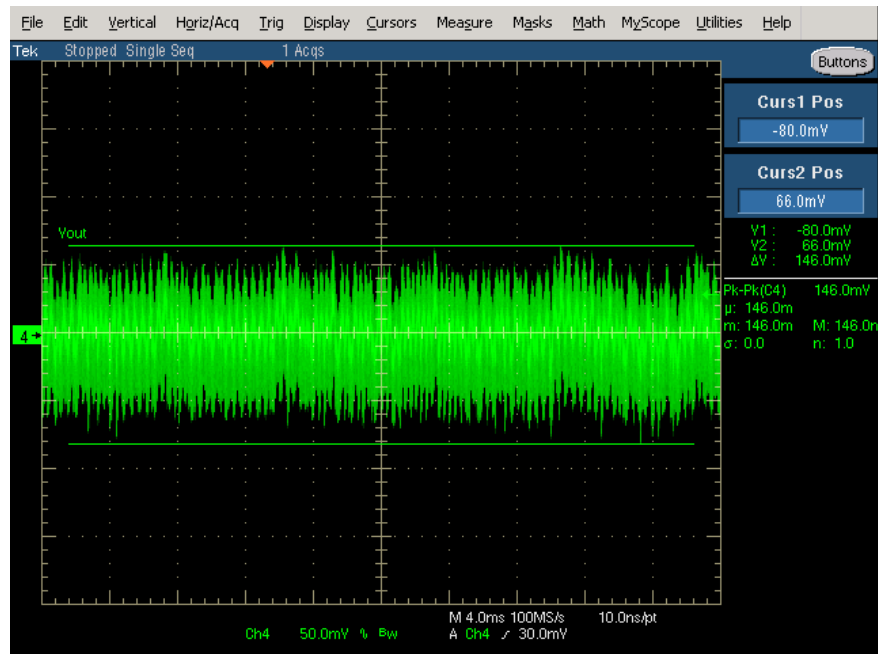 File Edit Vertical Horiz/Acq Trig Display Cursors Measure Masks Math MyScope Utilities Help
Tek Stopped Single Seq 1 Acqs
Buttons
Curs1 Pos
-80.0mV
Curs2 Pos
66.0mV
V1 : -80.0mV
V2 : 66.0mV
ΔV : 146.0mV
Pk-Pk(C4) 146.0mV
µ: 146.0m
m: 146.0m M: 146.0m
σ: 0.0 n: 1.0
Vout
4
Ch4 50.0mV BW
M 4.0ms 100MS/s 10.0ns/pt
A Ch4 30.0mV